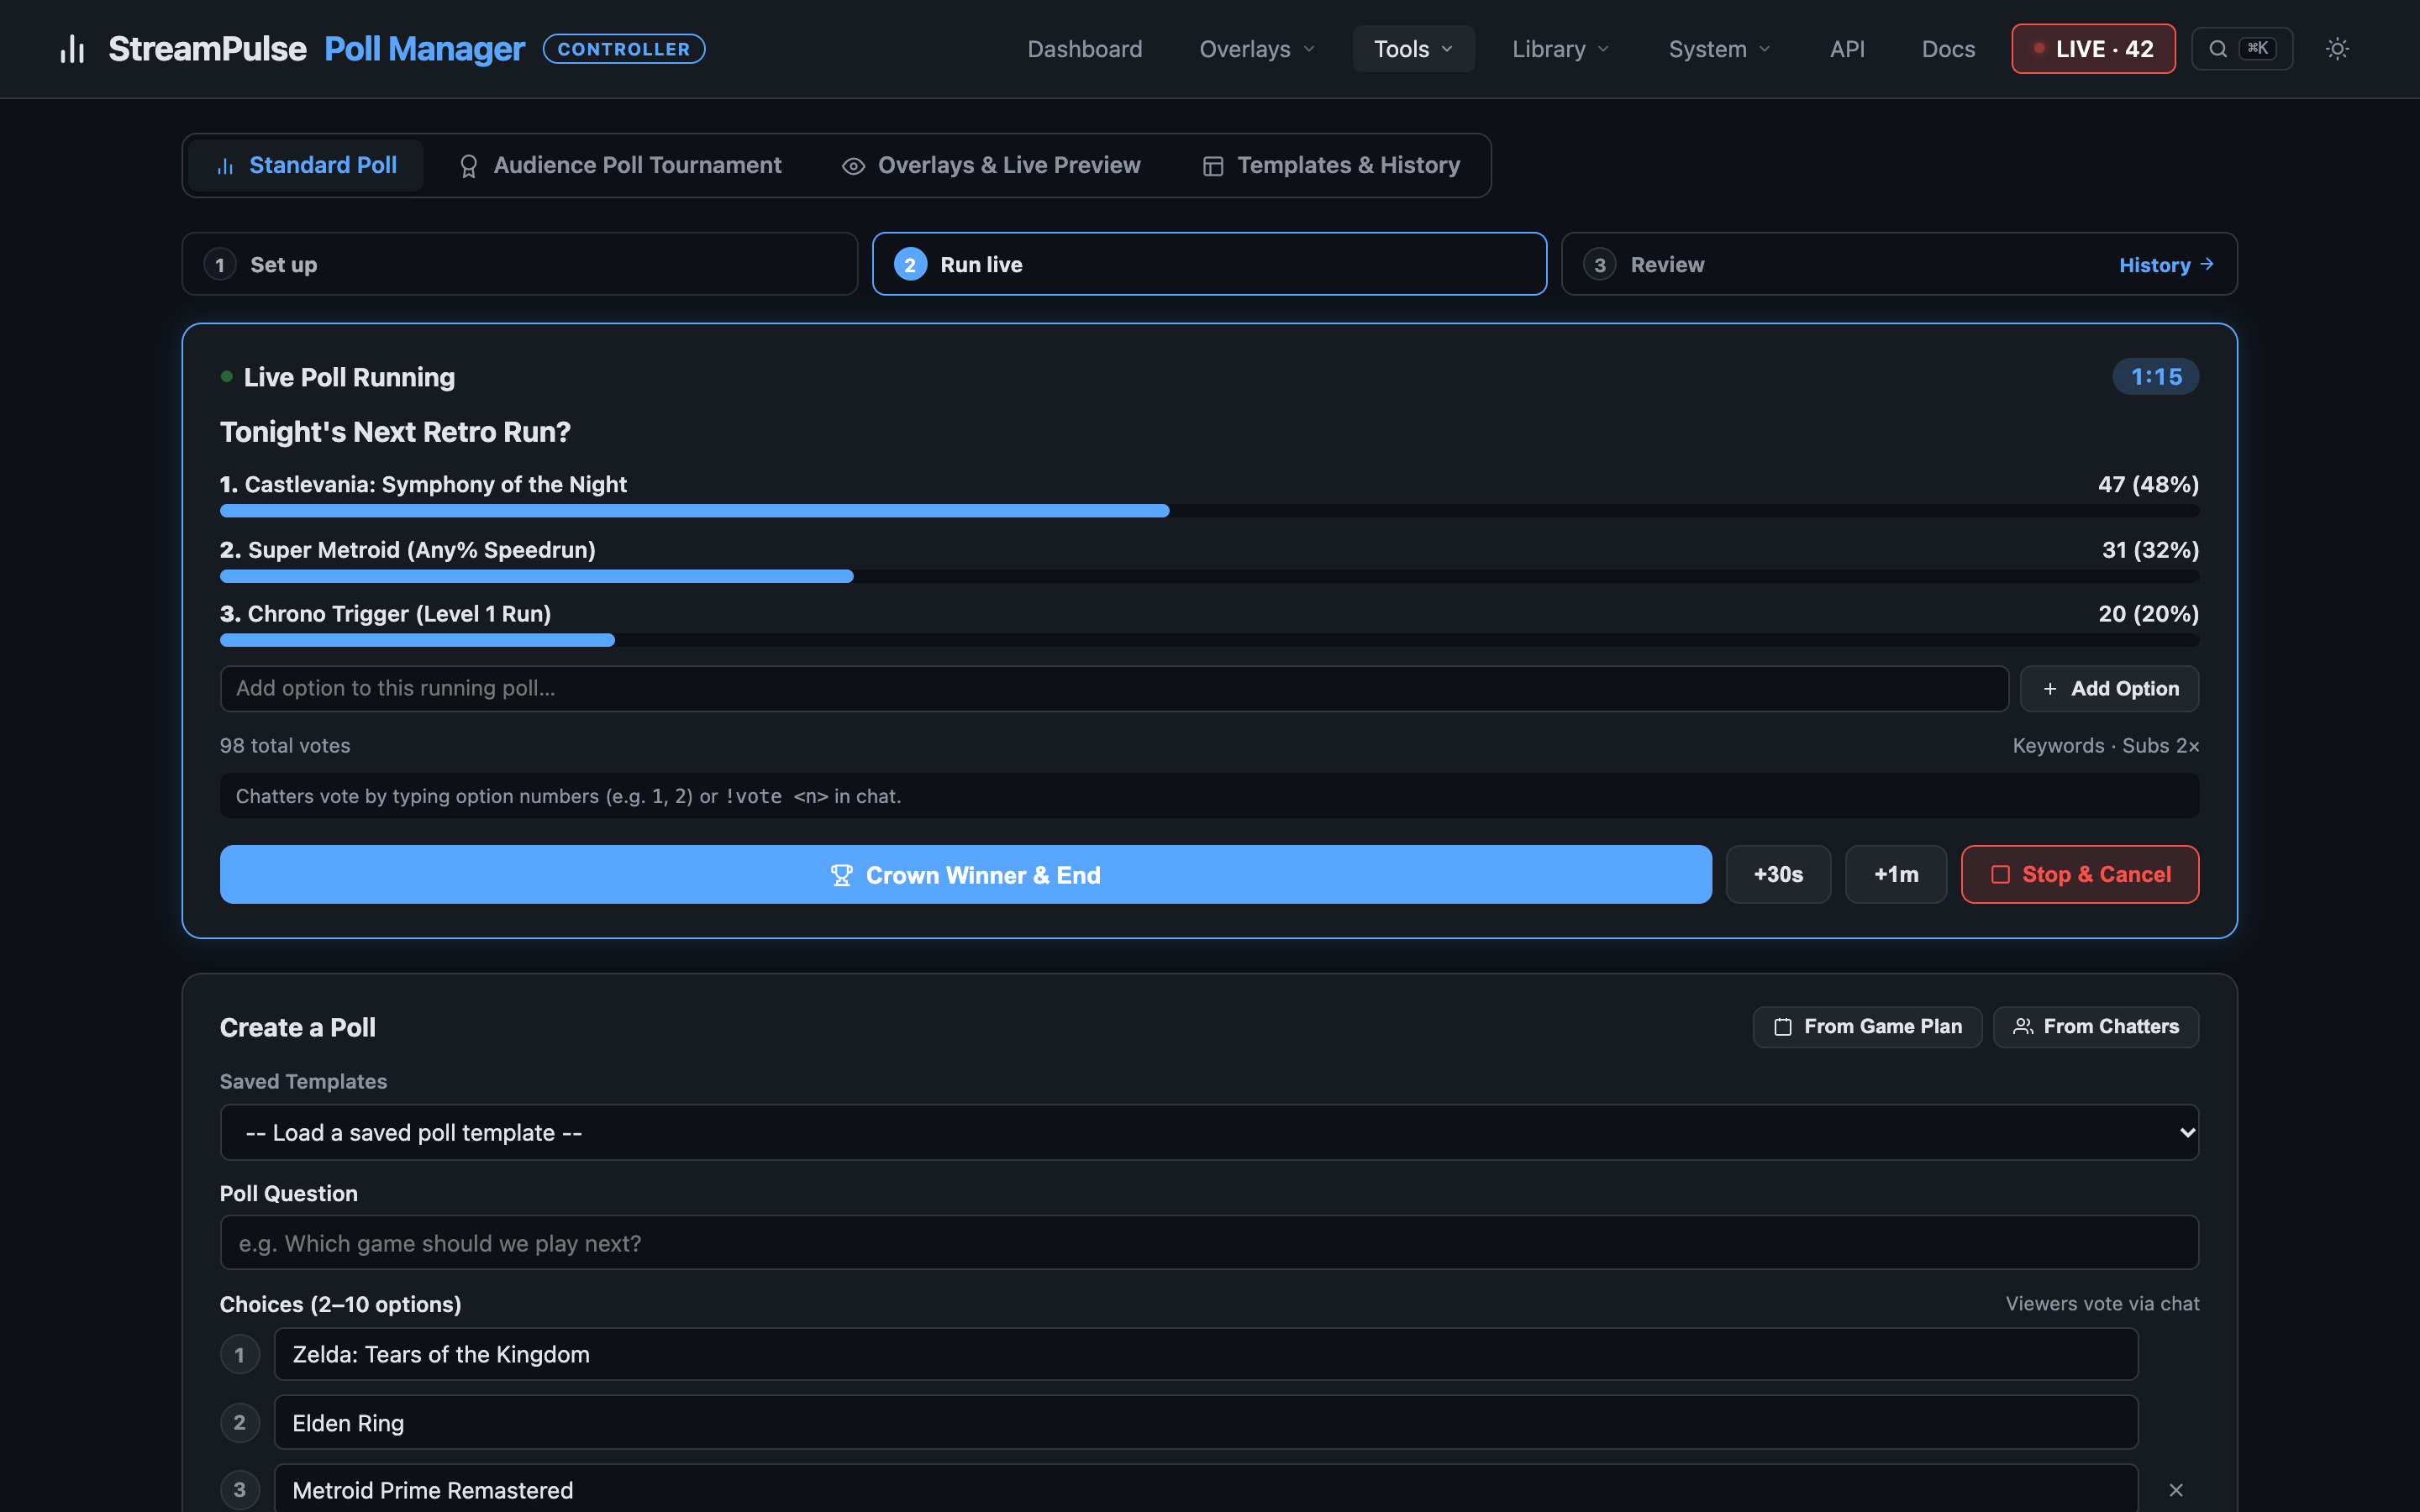 StreamPulse Poll Manager CONTROLLER Dashboard Overlays Tools Library System API Docs LIVE · 42 ⌘K
Standard Poll Audience Poll Tournament Overlays & Live Preview Templates & History
1 Set up 2 Run live 3 Review History →
Live Poll Running 1:15
Tonight's Next Retro Run?
1. Castlevania: Symphony of the Night 47 (48%)
2. Super Metroid (Any% Speedrun) 31 (32%)
3. Chrono Trigger (Level 1 Run) 20 (20%)
Add option to this running poll... + Add Option
98 total votes Keywords · Subs 2×
Chatters vote by typing option numbers (e.g. 1, 2) or !vote <n> in chat.
Crown Winner & End +30s +1m Stop & Cancel
Create a Poll From Game Plan From Chatters
Saved Templates
-- Load a saved poll template --
Poll Question
e.g. Which game should we play next?
Choices (2–10 options) Viewers vote via chat
1 Zelda: Tears of the Kingdom
2 Elden Ring
3 Metroid Prime Remastered ×